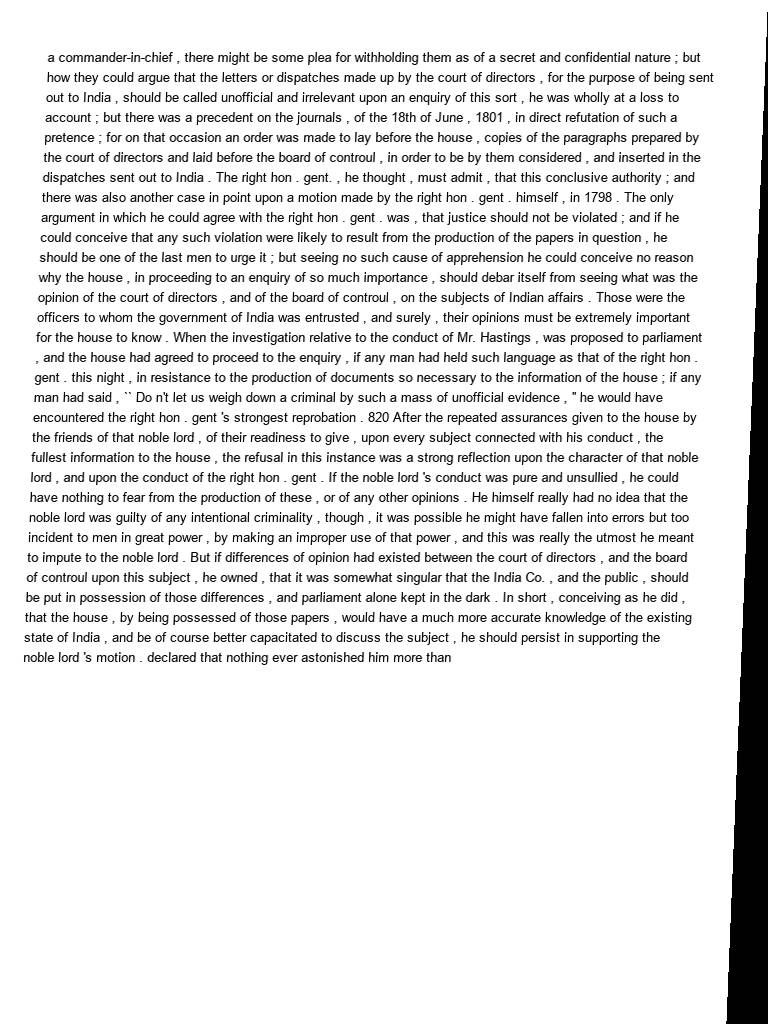 a commander-in-chief , there might be some plea for withholding them as of a secret and confidential nature ; but
how they could argue that the letters or dispatches made up by the court of directors , for the purpose of being sent
out to India , should be called unofficial and irrelevant upon an enquiry of this sort , he was wholly at a loss to
account ; but there was a precedent on the journals , of the 18th of June , 1801 , in direct refutation of such a
pretence ; for on that occasion an order was made to lay before the house , copies of the paragraphs prepared by
the court of directors and laid before the board of controul , in order to be by them considered , and inserted in the
dispatches sent out to India . The right hon . gent. , he thought , must admit , that this conclusive authority ; and
there was also another case in point upon a motion made by the right hon . gent . himself , in 1798 . The only
argument in which he could agree with the right hon . gent . was , that justice should not be violated ; and if he
could conceive that any such violation were likely to result from the production of the papers in question , he
should be one of the last men to urge it ; but seeing no such cause of apprehension he could conceive no reason
why the house , in proceeding to an enquiry of so much importance , should debar itself from seeing what was the
opinion of the court of directors , and of the board of controul , on the subjects of Indian affairs . Those were the
officers to whom the government of India was entrusted , and surely , their opinions must be extremely important
for the house to know . When the investigation relative to the conduct of Mr. Hastings , was proposed to parliament
, and the house had agreed to proceed to the enquiry , if any man had held such language as that of the right hon .
gent . this night , in resistance to the production of documents so necessary to the information of the house ; if any
man had said , `` Do n't let us weigh down a criminal by such a mass of unofficial evidence , '' he would have
encountered the right hon . gent 's strongest reprobation . 820 After the repeated assurances given to the house by
the friends of that noble lord , of their readiness to give , upon every subject connected with his conduct , the
fullest information to the house , the refusal in this instance was a strong reflection upon the character of that noble
lord , and upon the conduct of the right hon . gent . If the noble lord 's conduct was pure and unsullied , he could
have nothing to fear from the production of these , or of any other opinions . He himself really had no idea that the
noble lord was guilty of any intentional criminality , though , it was possible he might have fallen into errors but too
incident to men in great power , by making an improper use of that power , and this was really the utmost he meant
to impute to the noble lord . But if differences of opinion had existed between the court of directors , and the board
of controul upon this subject , he owned , that it was somewhat singular that the India Co. , and the public , should
be put in possession of those differences , and parliament alone kept in the dark . In short , conceiving as he did ,
that the house , by being possessed of those papers , would have a much more accurate knowledge of the existing
state of India , and be of course better capacitated to discuss the subject , he should persist in supporting the
noble lord 's motion . declared that nothing ever astonished him more than